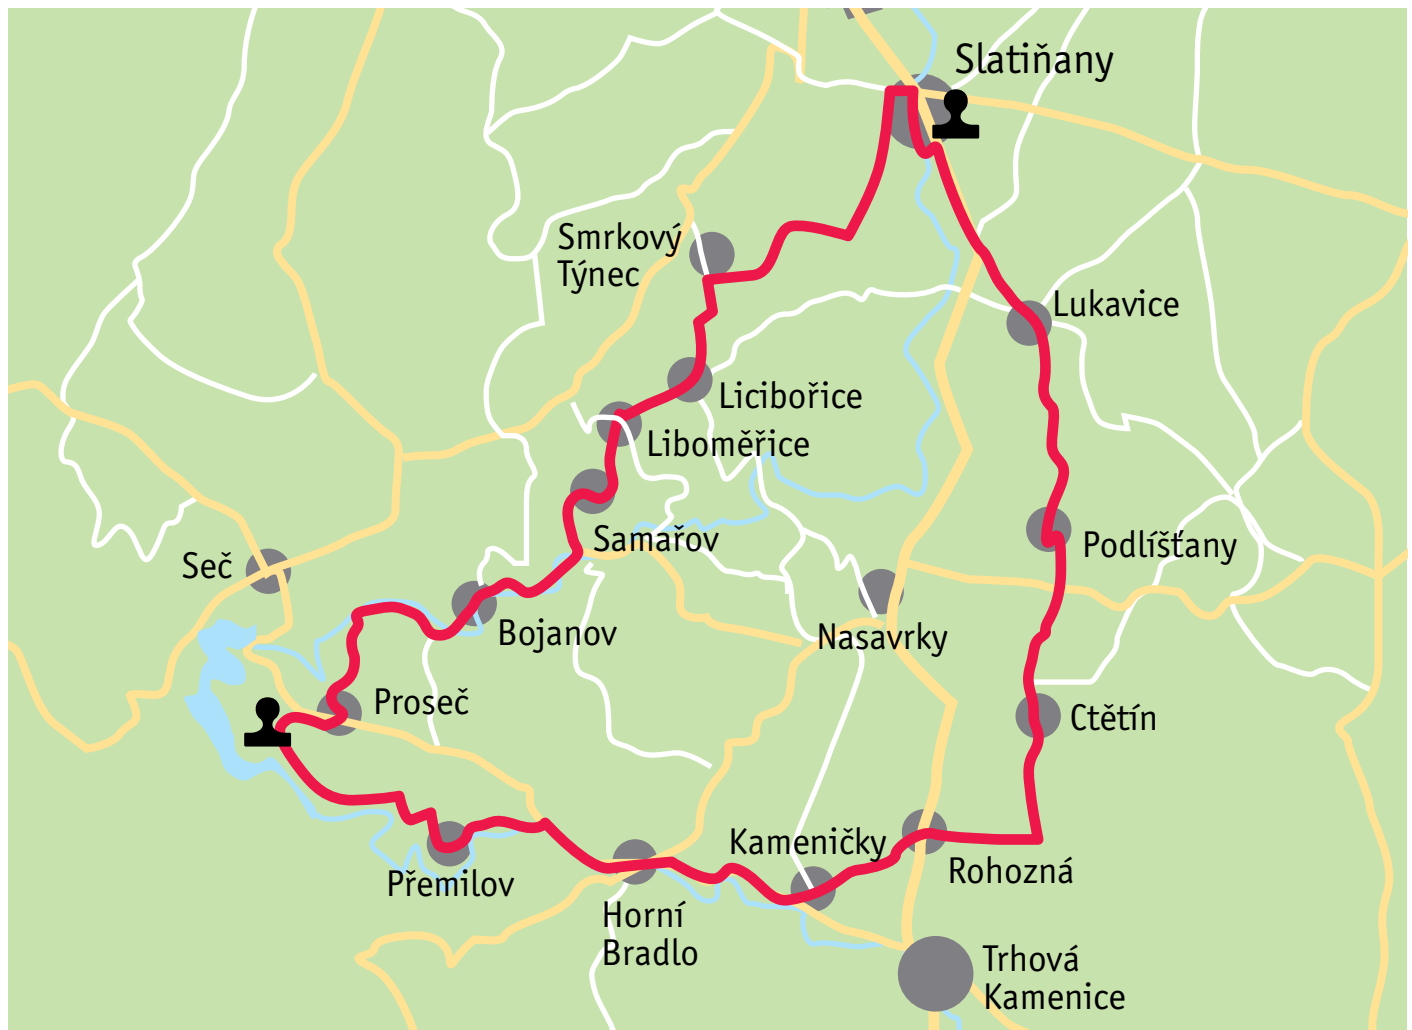 Slatiňany
Smrkový
Týnec
Lukavice
Licibořice
Liboměřice
Samařov
Podlíšťany
Seč
Bojanov
Nasavrky
Proseč
Ctětín
Kameničky
Rohozná
Přemilov
Horní
Bradlo
Trhová
Kamenice